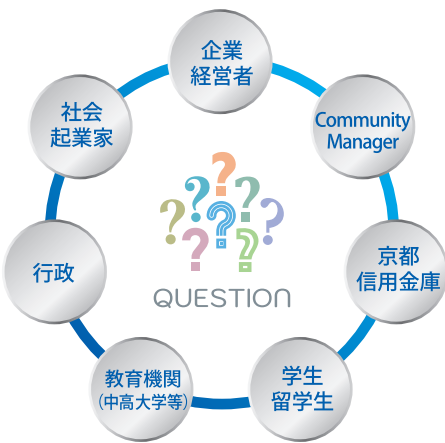 企業
経営者
Community
Manager
京都
信用金庫
学生
留学生
教育機関
(中高大学等)
行政
社会
起業家
?
?
?
?
?
?
?
?
QUESTION